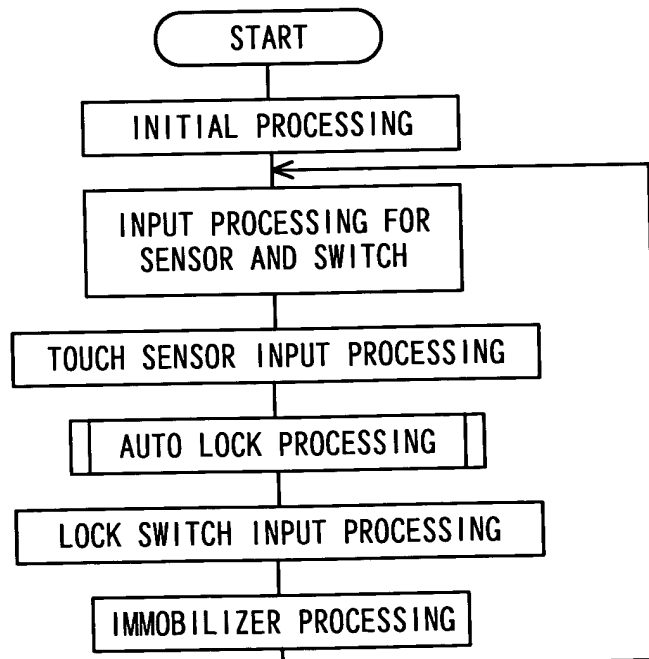 START
INITIAL PROCESSING
INPUT PROCESSING FOR
SENSOR AND SWITCH
TOUCH SENSOR INPUT PROCESSING
AUTO LOCK PROCESSING
LOCK SWITCH INPUT PROCESSING
IMMOBILIZER PROCESSING